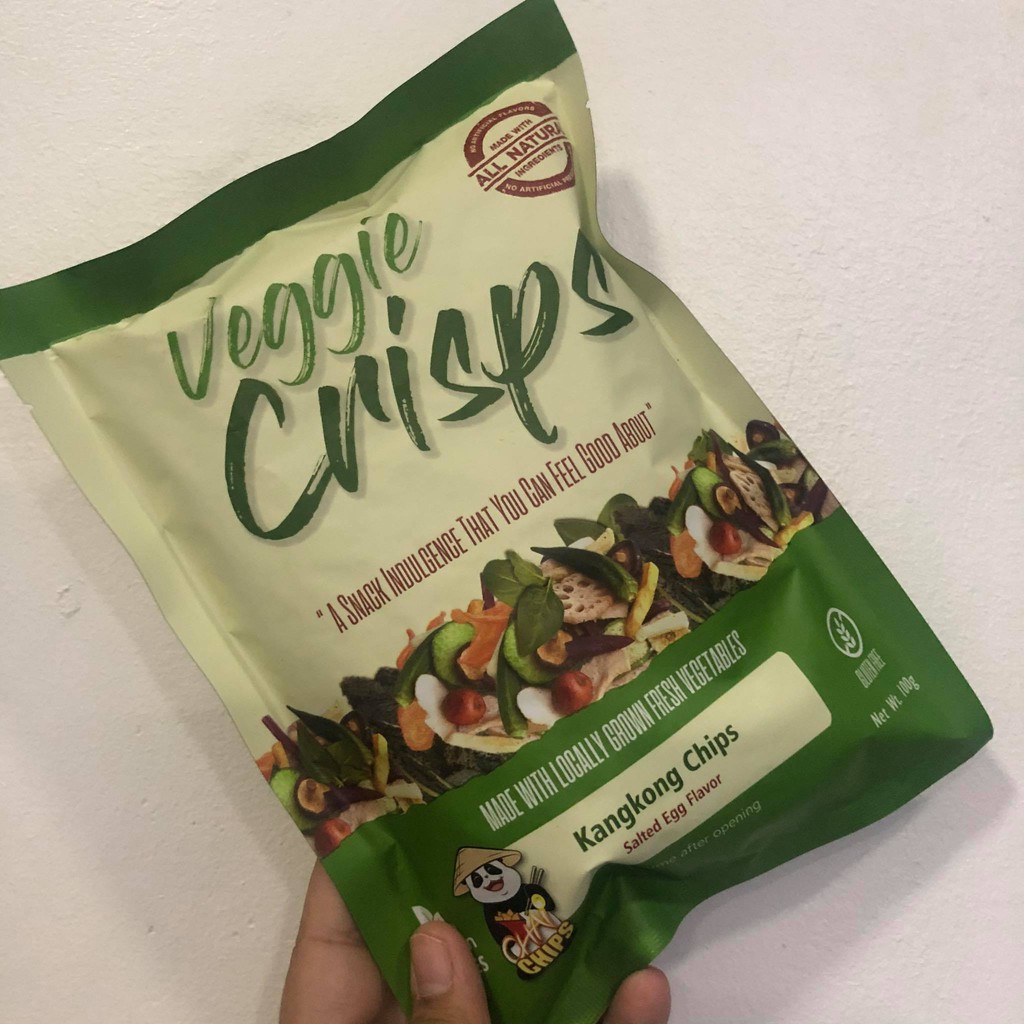 NO ARTIFICIAL FLAVORS
MADE WITH
ALL NATURAL
INGREDIENTS
NO ARTIFICIAL
Veggie
Crisps
"A SNACK INDULGENCE THAT YOU CAN FEEL GOOD ABOUT"
MADE WITH LOCALLY GROWN FRESH VEGETABLES
GLUTEN FREE
Net Wt. 100g
Kangkong Chips
Salted Egg Flavor
after opening
CHIPS